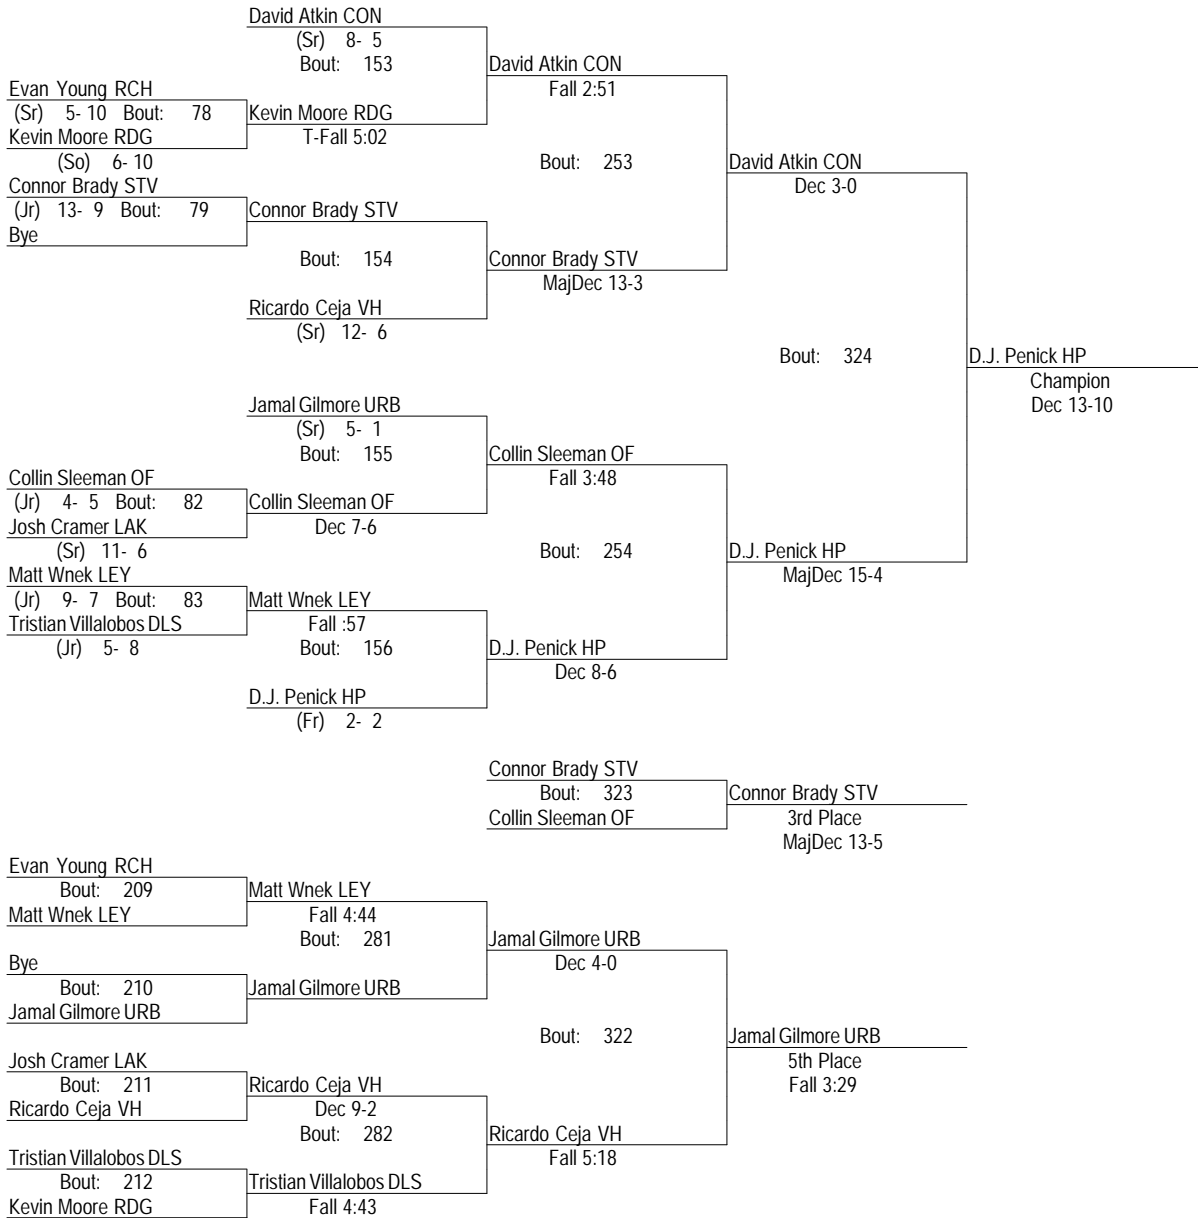 David Atkin CON
(Sr) 8- 5
Bout: 153
David Atkin CON
Fall 2:51
Evan Young RCH
(Sr) 5- 10 Bout: 78
Kevin Moore RDG
Kevin Moore RDG
T-Fall 5:02
(So) 6- 10
Bout: 253
David Atkin CON
Dec 3-0
Connor Brady STV
(Jr) 13- 9 Bout: 79
Connor Brady STV
Bye
Bout: 154
Connor Brady STV
MajDec 13-3
Ricardo Ceja VH
(Sr) 12- 6
Bout: 324
D.J. Penick HP
Champion
Dec 13-10
Jamal Gilmore URB
(Sr) 5- 1
Bout: 155
Collin Sleeman OF
Fall 3:48
Collin Sleeman OF
(Jr) 4- 5 Bout: 82
Collin Sleeman OF
Josh Cramer LAK
Dec 7-6
(Sr) 11- 6
Bout: 254
D.J. Penick HP
MajDec 15-4
Matt Wnek LEY
(Jr) 9- 7 Bout: 83
Matt Wnek LEY
Tristian Villalobos DLS
Fall :57
(Jr) 5- 8
Bout: 156
D.J. Penick HP
Dec 8-6
D.J. Penick HP
(Fr) 2- 2
Connor Brady STV
Bout: 323
Connor Brady STV
Collin Sleeman OF
3rd Place
MajDec 13-5
Evan Young RCH
Bout: 209
Matt Wnek LEY
Matt Wnek LEY
Fall 4:44
Bout: 281
Jamal Gilmore URB
Dec 4-0
Bye
Bout: 210
Jamal Gilmore URB
Jamal Gilmore URB
Bout: 322
Jamal Gilmore URB
5th Place
Fall 3:29
Josh Cramer LAK
Bout: 211
Ricardo Ceja VH
Ricardo Ceja VH
Dec 9-2
Bout: 282
Ricardo Ceja VH
Fall 5:18
Tristian Villalobos DLS
Bout: 212
Tristian Villalobos DLS
Kevin Moore RDG
Fall 4:43